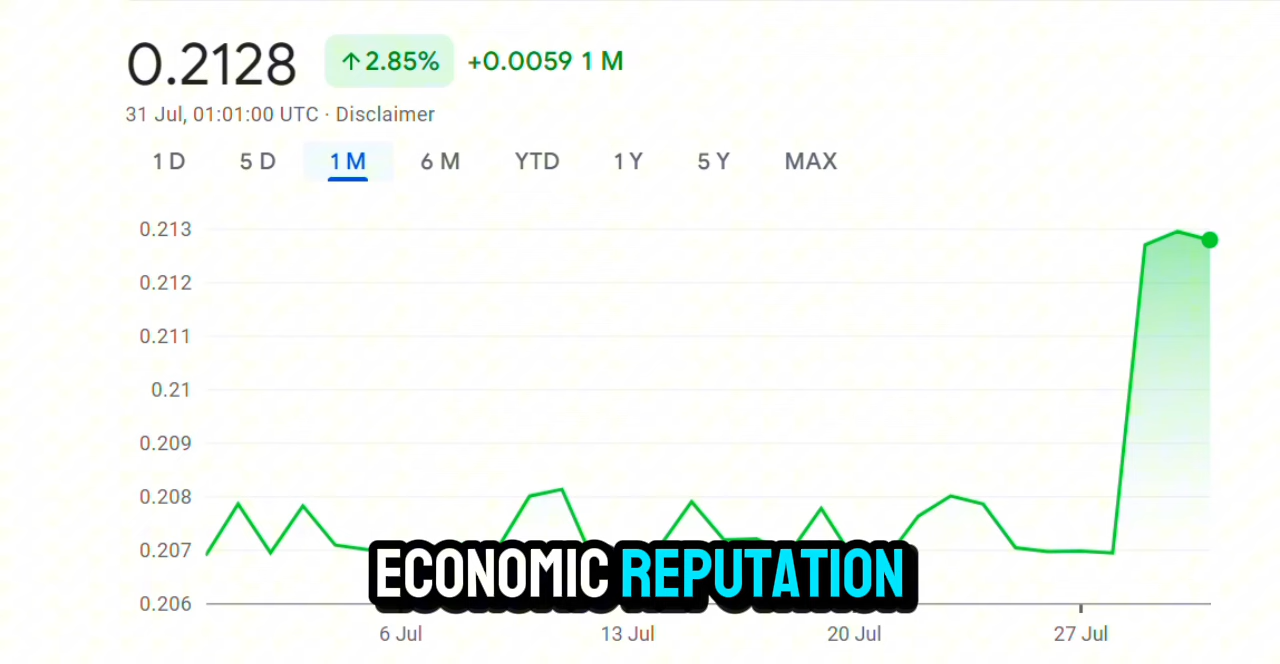 0.2128 ↑ 2.85% +0.0059 1 M
31 Jul, 01:01:00 UTC · Disclaimer
1 D 5 D 1 M 6 M YTD 1 Y 5 Y MAX
0.213
0.212
0.211
0.21
0.209
0.208
0.207
ECONOMIC REPUTATION
0.206
6 Jul 13 Jul 20 Jul 27 Jul